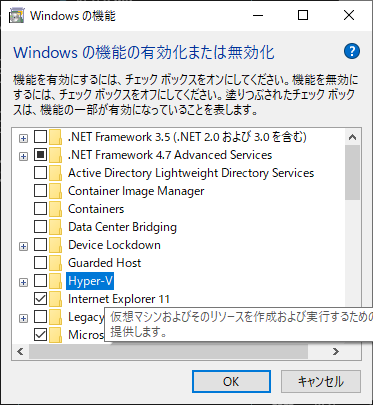 Windows の機能
Windows の機能の有効化または無効化
機能を有効にするには、チェック ボックスをオンにしてください。機能を無効に
するには、チェック ボックスをオフにしてください。塗りつぶされたチェック ボッ
クスは、機能の一部が有効になっていることを表します。
.NET Framework 3.5 (.NET 2.0 および 3.0 を含む)
.NET Framework 4.7 Advanced Services
Active Directory Lightweight Directory Services
Container Image Manager
Containers
Data Center Bridging
Device Lockdown
Guarded Host
Hyper-V
Internet Explorer 11
Legacy
仮想マシンおよびそのリソースを作成および実行するための
Micros
提供します。
OK
キャンセル